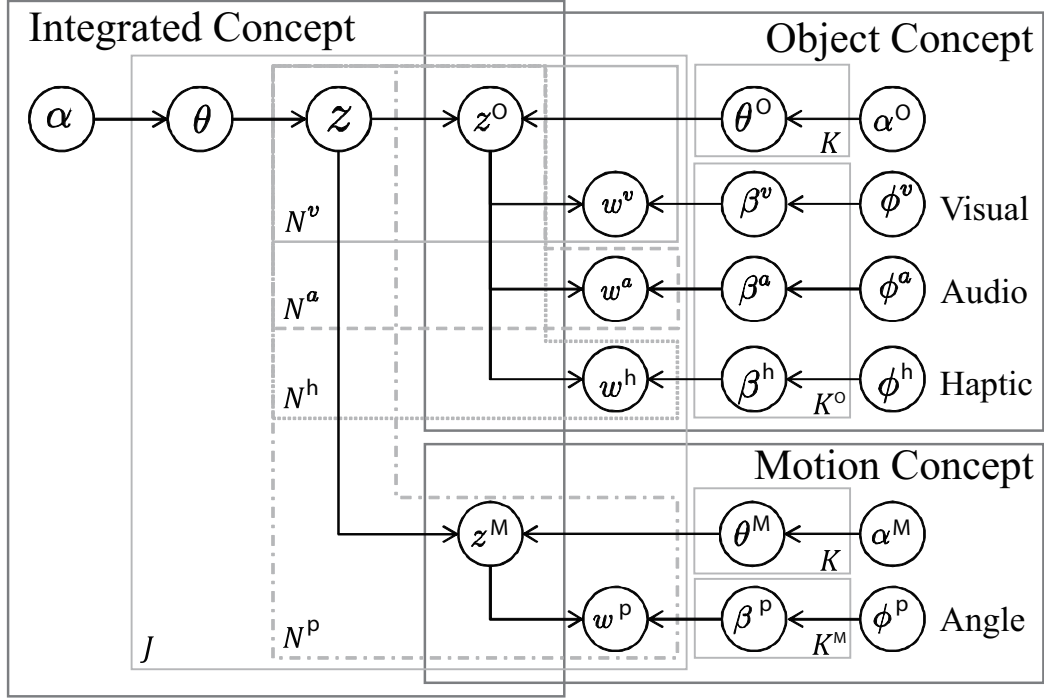 Integrated Concept
Object Concept
α θ z z^O θ^O α^O
K
w^v β^v ϕ^v Visual
N^v
w^a β^a ϕ^a Audio
N^a
w^h β^h ϕ^h Haptic
N^h K^O
Motion Concept
z^M θ^M α^M
K
w^p β^p ϕ^p Angle
J N^p K^M